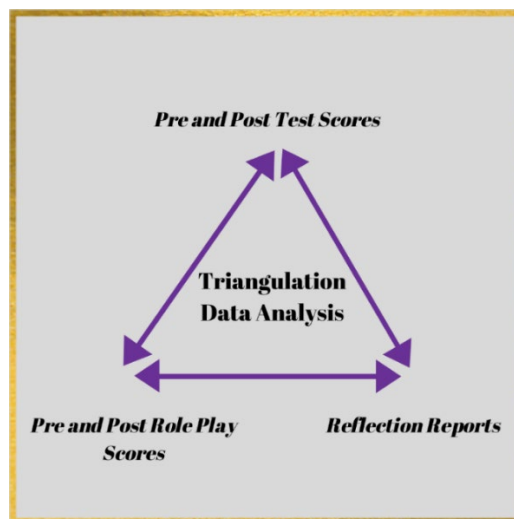 Pre and Post Test Scores
Triangulation
Data Analysis
Pre and Post Role Play
Scores
Reflection Reports